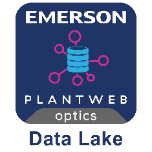 EMERSON
PLANTWEB
optics
Data Lake